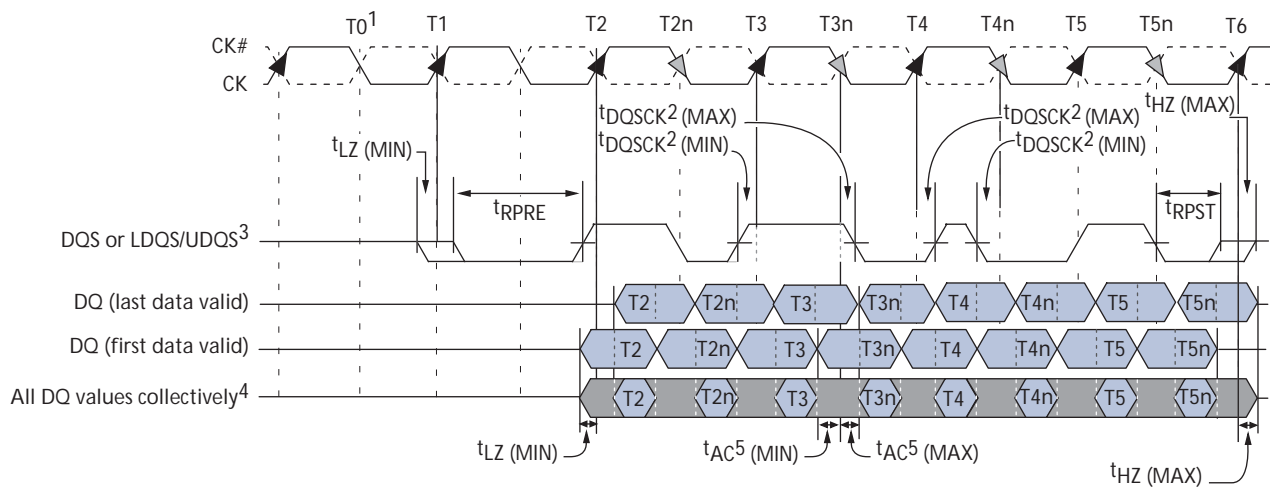 T0¹ T1 T2 T2n T3 T3n T4 T4n T5 T5n T6
CK#
CK
tLZ (MIN)
tRPRE
tDQSCK² (MAX)
tDQSCK² (MIN)
tDQSCK² (MAX)
tDQSCK² (MIN)
tHZ (MAX)
tRPST
DQS or LDQS/UDQS³
DQ (last data valid) T2 T2n T3 T3n T4 T4n T5 T5n
DQ (first data valid) T2 T2n T3 T3n T4 T4n T5 T5n
All DQ values collectively⁴ T2 T2n T3 T3n T4 T4n T5 T5n
tLZ (MIN)
tAC⁵ (MIN)
tAC⁵ (MAX)
tHZ (MAX)